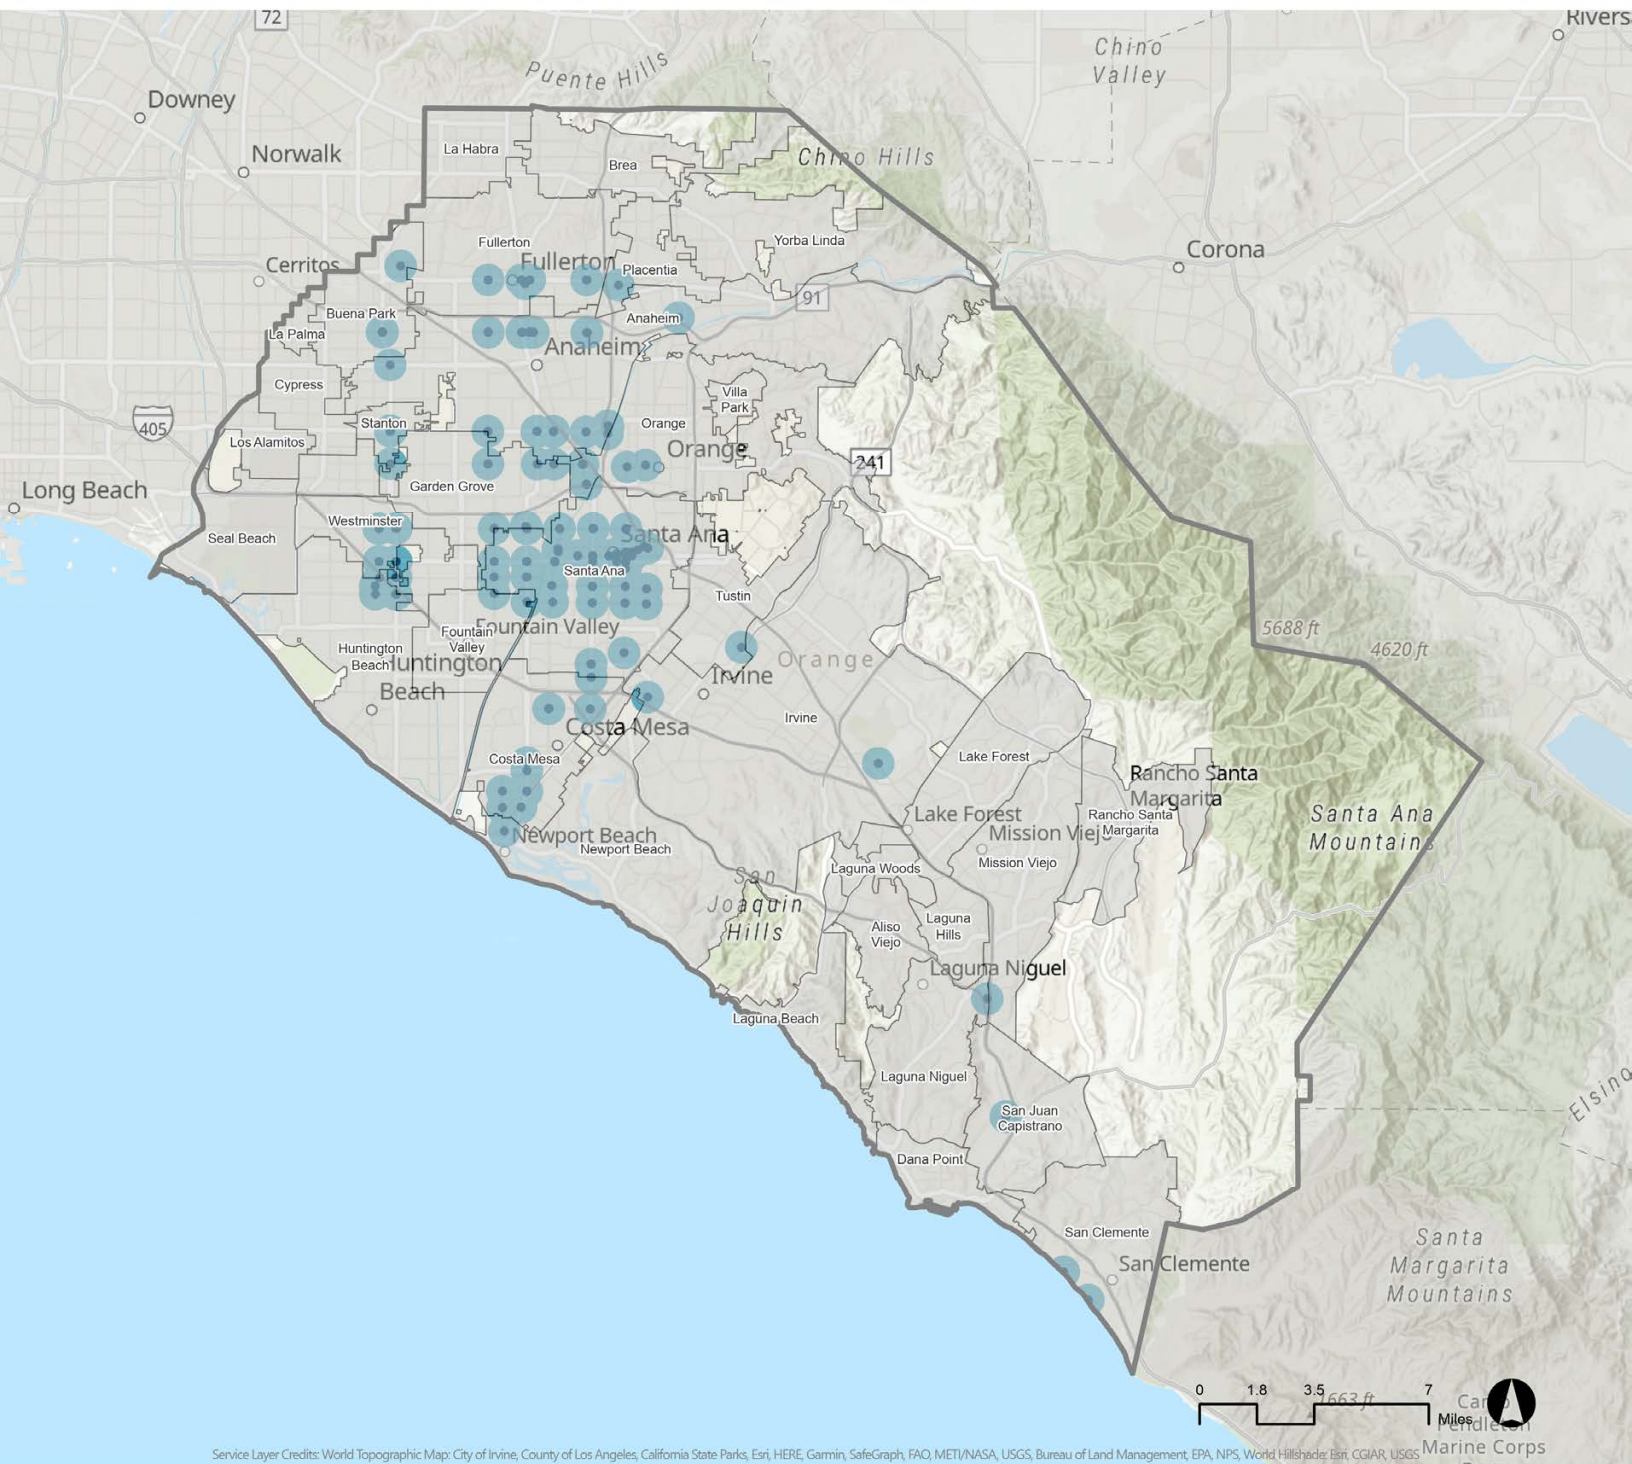 72
Rivers
Chino
Valley
Puente Hills
Downey
Norwalk
La Habra
Brea
Chino Hills
Cerritos
Fullerton
Fullerton
Yorba Linda
Placentia
Corona
91
Buena Park
Anaheim
La Palma
Anaheim
Cypress
Villa
Park
405
Stanton
Orange
Los Alamitos
Orange
241
Garden Grove
Long Beach
Westminster
Seal Beach
Santa Ana
Santa Ana
Tustin
Fountain Valley
Fountain
Valley
5688 ft
4620 ft
Huntington
Beach
Huntington
Beach
Orange
Irvine
Irvine
Costa Mesa
Costa Mesa
Lake Forest
Rancho Santa
Margarita
Lake Forest
Rancho Santa
Margarita
Santa Ana
Mountains
Mission Viejo
Newport Beach
Newport Beach
Mission Viejo
Laguna Woods
San
Joaquin
Hills
Aliso
Viejo
Laguna
Hills
Laguna Niguel
Laguna Beach
Laguna Niguel
San Juan
Capistrano
Elsino
Dana Point
San Clemente
San Clemente
Santa
Margarita
Mountains
0 1.8 3.5 7
Miles
1663 ft
Camp
Pendleton
Marine Corps
Service Layer Credits: World Topographic Map: City of Irvine, County of Los Angeles, California State Parks, Esri, HERE, Garmin, SafeGraph, FAO, METI/NASA, USGS, Bureau of Land Management, EPA, NPS, World Hillshade: Esri, CGIAR, USGS